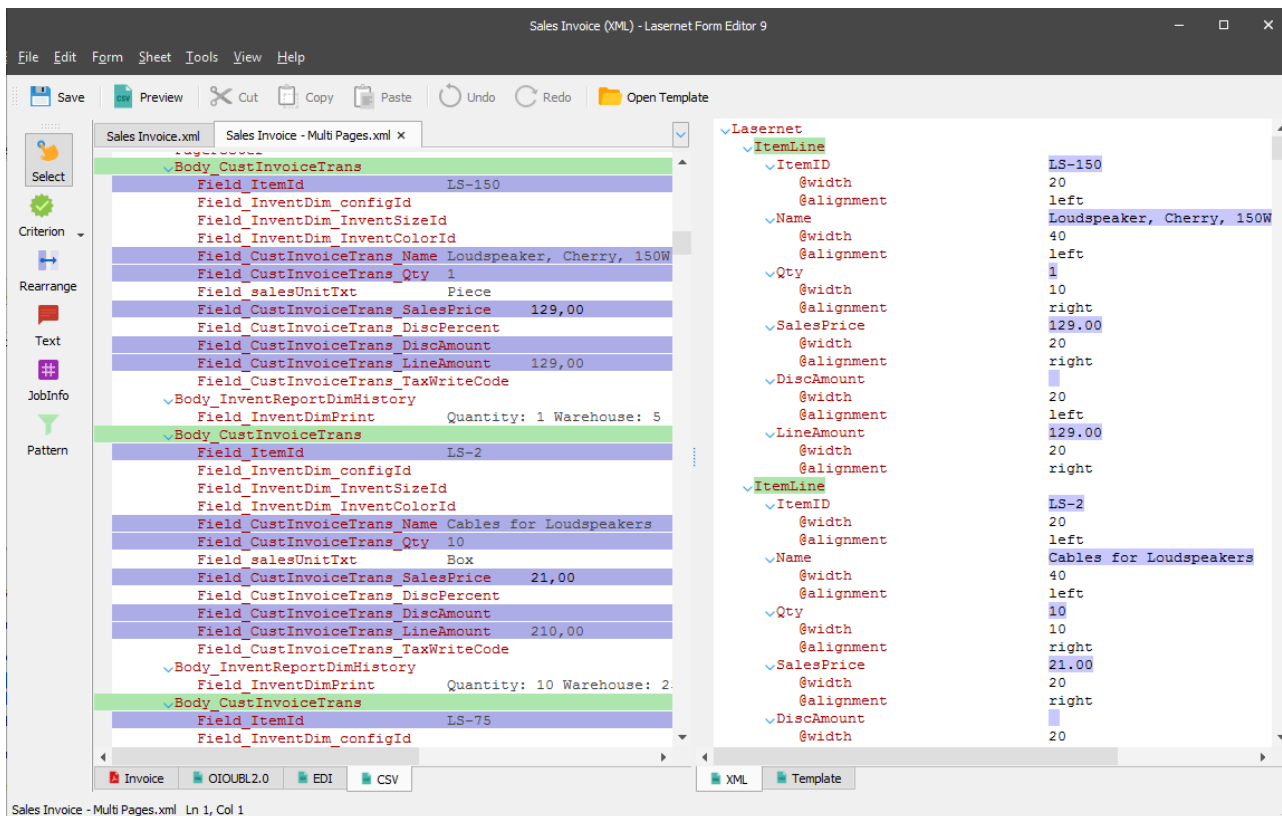 Sales Invoice (XML) - Lasernet Form Editor 9
File Edit Form Sheet Tools View Help
Save Preview Cut Copy Paste Undo Redo Open Template
Select
Criterion
Rearrange
Text
JobInfo
Pattern
Sales Invoice.xml Sales Invoice - Multi Pages.xml
Body_CustInvoiceTrans
Field_ItemId LS-150
Field_InventDim_configId
Field_InventDim_InventSizeId
Field_InventDim_InventColorId
Field_CustInvoiceTrans_Name Loudspeaker, Cherry, 150W
Field_CustInvoiceTrans_Qty 1
Field_salesUnitTxt Piece
Field_CustInvoiceTrans_SalesPrice 129,00
Field_CustInvoiceTrans_DiscPercent
Field_CustInvoiceTrans_DiscAmount
Field_CustInvoiceTrans_LineAmount 129,00
Field_CustInvoiceTrans_TaxWriteCode
Body_InventReportDimHistory
Field_InventDimPrint Quantity: 1 Warehouse: 5
Body_CustInvoiceTrans
Field_ItemId LS-2
Field_InventDim_configId
Field_InventDim_InventSizeId
Field_InventDim_InventColorId
Field_CustInvoiceTrans_Name Cables for Loudspeakers
Field_CustInvoiceTrans_Qty 10
Field_salesUnitTxt Box
Field_CustInvoiceTrans_SalesPrice 21,00
Field_CustInvoiceTrans_DiscPercent
Field_CustInvoiceTrans_DiscAmount
Field_CustInvoiceTrans_LineAmount 210,00
Field_CustInvoiceTrans_TaxWriteCode
Body_InventReportDimHistory
Field_InventDimPrint Quantity: 10 Warehouse:
Body_CustInvoiceTrans
Field_ItemId LS-75
Field_InventDim_configId
Invoice OIOUBL2.0 EDI CSV
Lasernet
ItemLine
ItemID LS-150
@width 20
@alignment left
Name Loudspeaker, Cherry, 150W
@width 40
@alignment left
Qty 1
@width 10
@alignment right
SalesPrice 129.00
@width 20
@alignment right
DiscAmount
@width 20
@alignment left
LineAmount 129.00
@width 20
@alignment right
ItemLine
ItemID LS-2
@width 20
@alignment left
Name Cables for Loudspeakers
@width 40
@alignment left
Qty 10
@width 10
@alignment right
SalesPrice 21.00
@width 20
@alignment right
DiscAmount
@width 20
XML Template
Sales Invoice - Multi Pages.xml Ln 1, Col 1